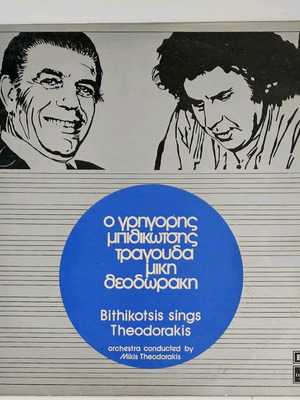 ο γρηγορης
μπιθικωτσης
τραγουδα
μικη
θεοδωρακη
Bithikotsis sings
Theodorakis
orchestra conducted by
Mikis Theodorakis